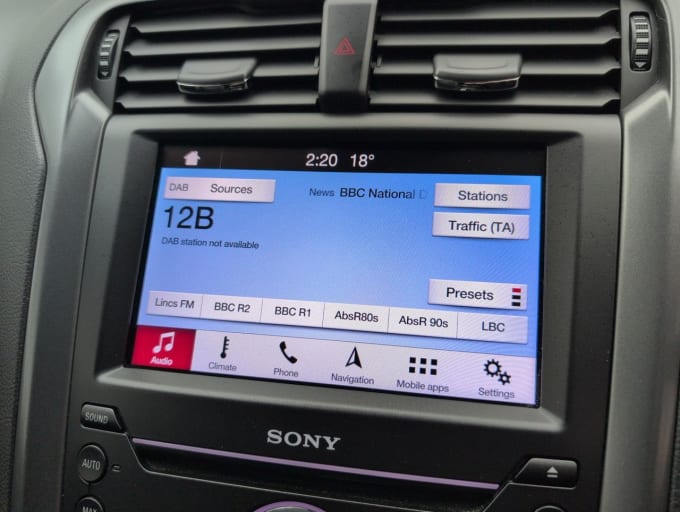 2:20 18°
DAB Sources
News BBC National D
Stations
12B
Traffic (TA)
DAB station not available
Presets
Lincs FM BBC R2 BBC R1 AbsR80s AbsR 90s LBC
Audio Climate Phone Navigation Mobile apps Settings
SOUND
SONY
AUTO
MAX